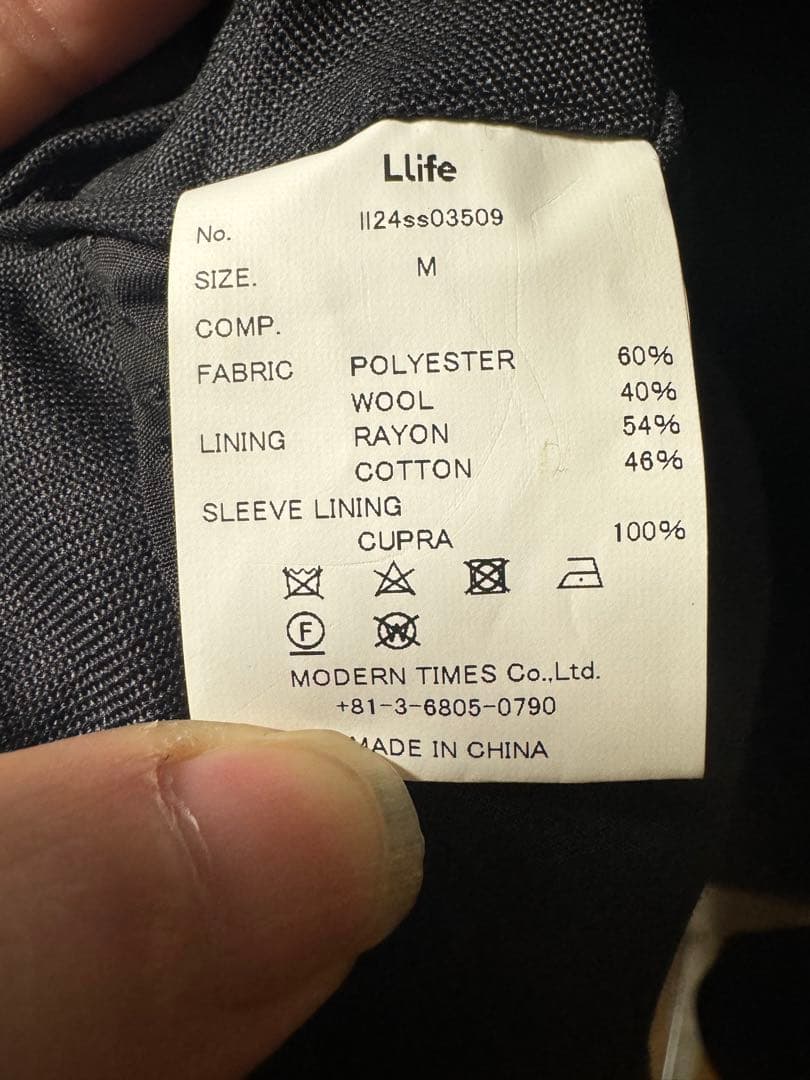 Llife
No. ll24ss03509
SIZE. M
COMP.
FABRIC POLYESTER 60%
WOOL 40%
LINING RAYON 54%
COTTON 46%
SLEEVE LINING
CUPRA 100%
F W
MODERN TIMES Co.,Ltd.
+81-3-6805-0790
MADE IN CHINA